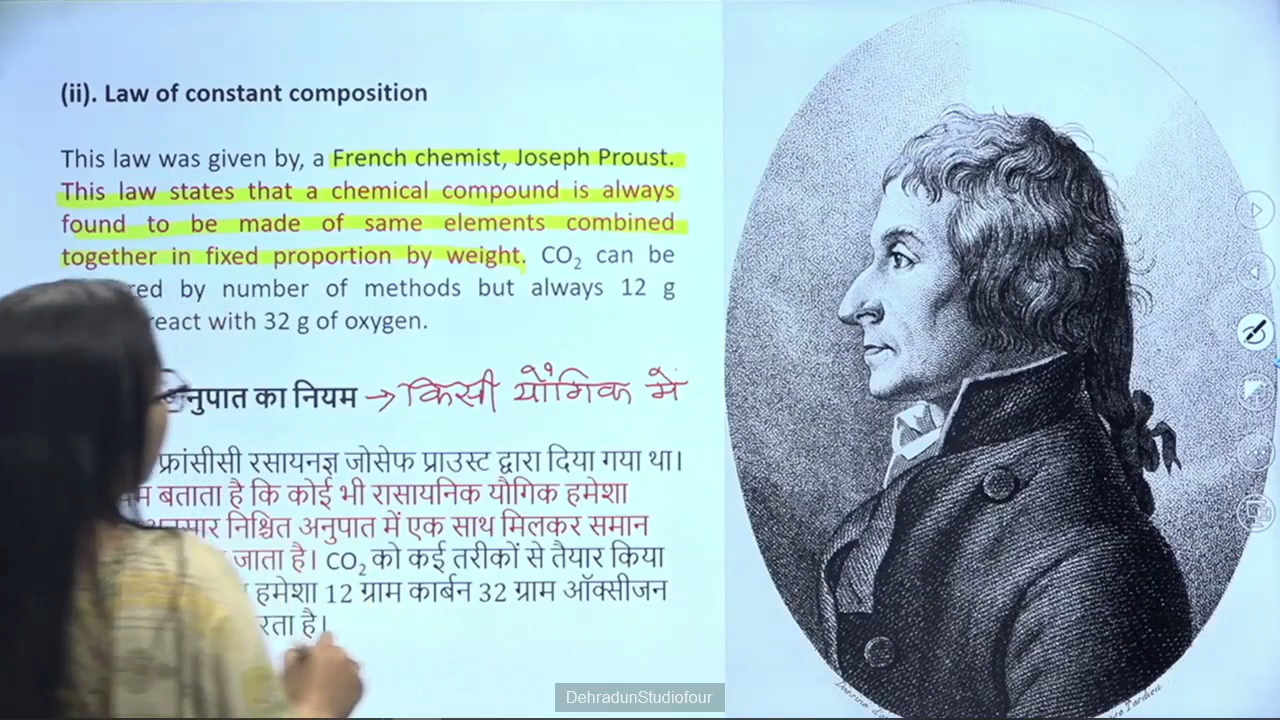 (ii). Law of constant composition
This law was given by, a French chemist, Joseph Proust.
This law states that a chemical compound is always
found to be made of same elements combined
together in fixed proportion by weight. CO₂ can be
by number of methods but always 12 g
react with 32 g of oxygen.
का नियम → किसी यौगिक में
फ्रांसीसी रसायनज्ञ जोसेफ प्राउस्ट द्वारा दिया गया था।
बताता है कि कोई भी रासायनिक यौगिक हमेशा
निश्चित अनुपात में एक साथ मिलकर समान
जाता है। CO₂ को कई तरीकों से तैयार किया
हमेशा 12 ग्राम कार्बन 32 ग्राम ऑक्सीजन
है।
DehradunStudiofour